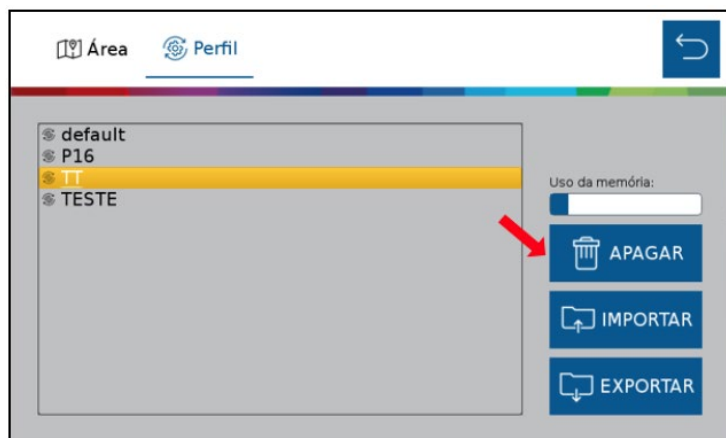 Área
Perfil
default
P16
TT
TESTE
Uso da memória:
APAGAR
IMPORTAR
EXPORTAR